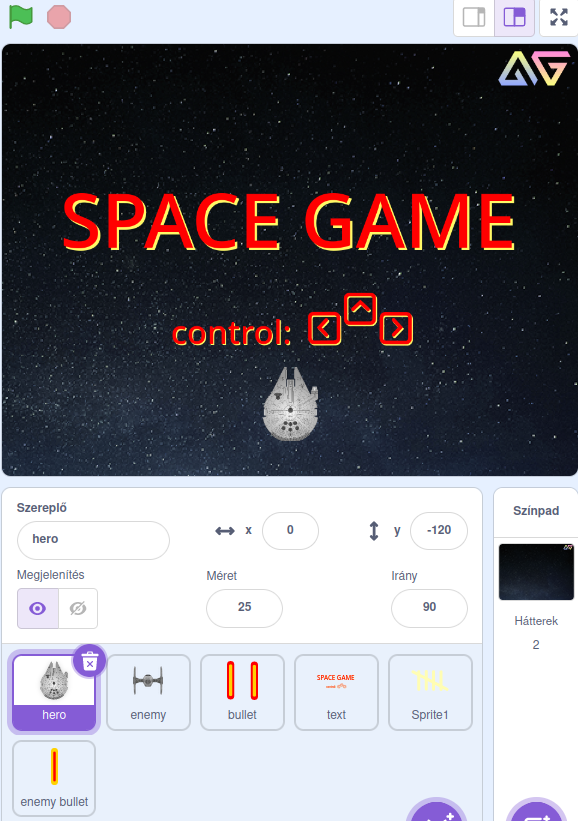 AG
SPACE GAME
control:
Szereplő
hero
x 0
y -120
Megjelenítés
Méret
25
Irány
90
Színpad
Hátterek
2
hero
enemy
bullet
SPACE GAME
text
Sprite1
enemy bullet